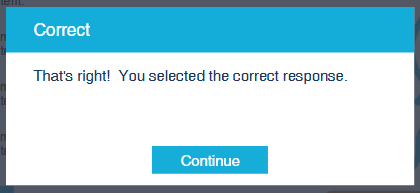 Correct
That's right!  You selected the correct response.
Continue